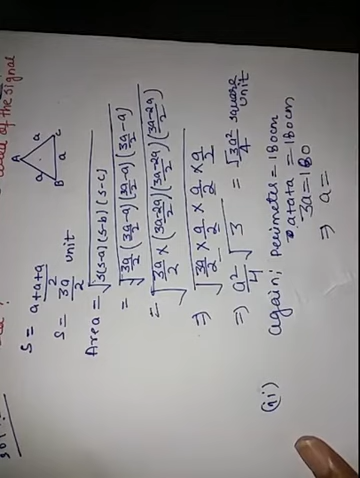 of the signal
A
a
a
C
a
B
S = a+a+a/2
S = 3a/2 unit
Area = √s(s-a)(s-b)(s-c)
= √3a/2 (3a/2 -a)(3a/2 -a)(3a/2 -a)
= √3a/2 × (3a-2a/2)(3a-2a/2)(3a-2a/2)
⇒ √3a/2 × a/2 × a/2 × a/2
⇒ a²/4 √3 = √3a²/4 square unit
(ii) Again; Perimeter = 180cm
a+a+a = 180cm
3a = 180
⇒ a =